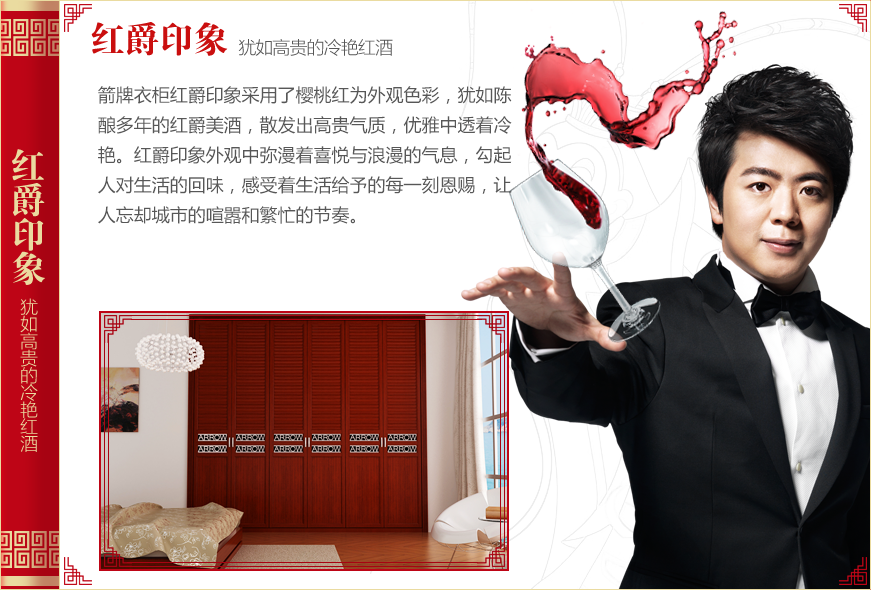 红爵印象
犹如高贵的冷艳红酒
红爵印象 犹如高贵的冷艳红酒
箭牌衣柜红爵印象采用了樱桃红为外观色彩，犹如陈
酿多年的红爵美酒，散发出高贵气质，优雅中透着冷
艳。红爵印象外观中弥漫着喜悦与浪漫的气息，勾起
人对生活的回味，感受着生活给予的每一刻恩赐，让
人忘却城市的喧嚣和繁忙的节奏。
ARROW ARROW ARROW ARROW ARROW ARROW
ARROW ARROW ARROW ARROW ARROW ARROW